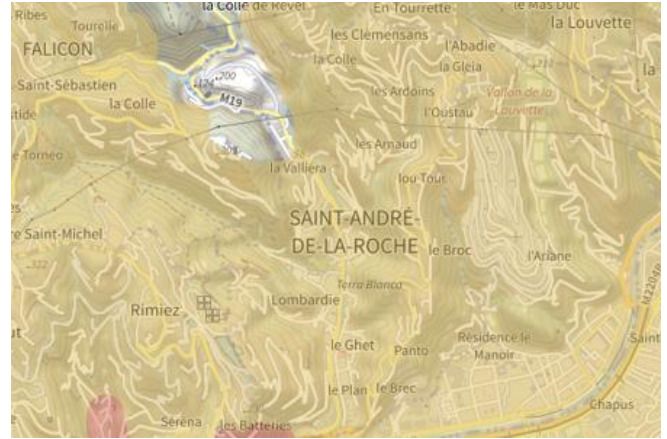 la Colle de Revel
En Tourrette
le Mas Duc
Ribes
Tourelle
la Louvette
les Clemensans
FALICON
l'Abadie
la Colle
la Gleia
Saint-Sébastien
200
la Colle
M19
les Ardoins
Vallon de la
Louvette
l'Oustau
les Arnaud
la Valliera
lou Tour
SAINT-ANDRÉ-
DE-LA-ROCHE
Saint-Michel
le Broc
l'Ariane
322
Terra Blanca
Lombardie
Rimiez
Résidence le
Manoir
le Ghet
Panto
Saint
le Plan
le Brec
Chapus
Séréna
les Batteries